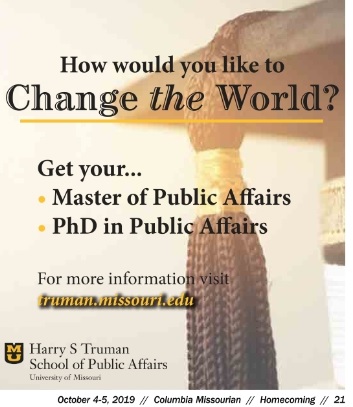 How would you like to
Change the World?
Get your...
• Master of Public Affairs
• PhD in Public Affairs
For more information visit
truman.missouri.edu
MU
Harry S Truman
School of Public Affairs
University of Missouri
October 4-5, 2019 // Columbia Missourian // Homecoming // 21